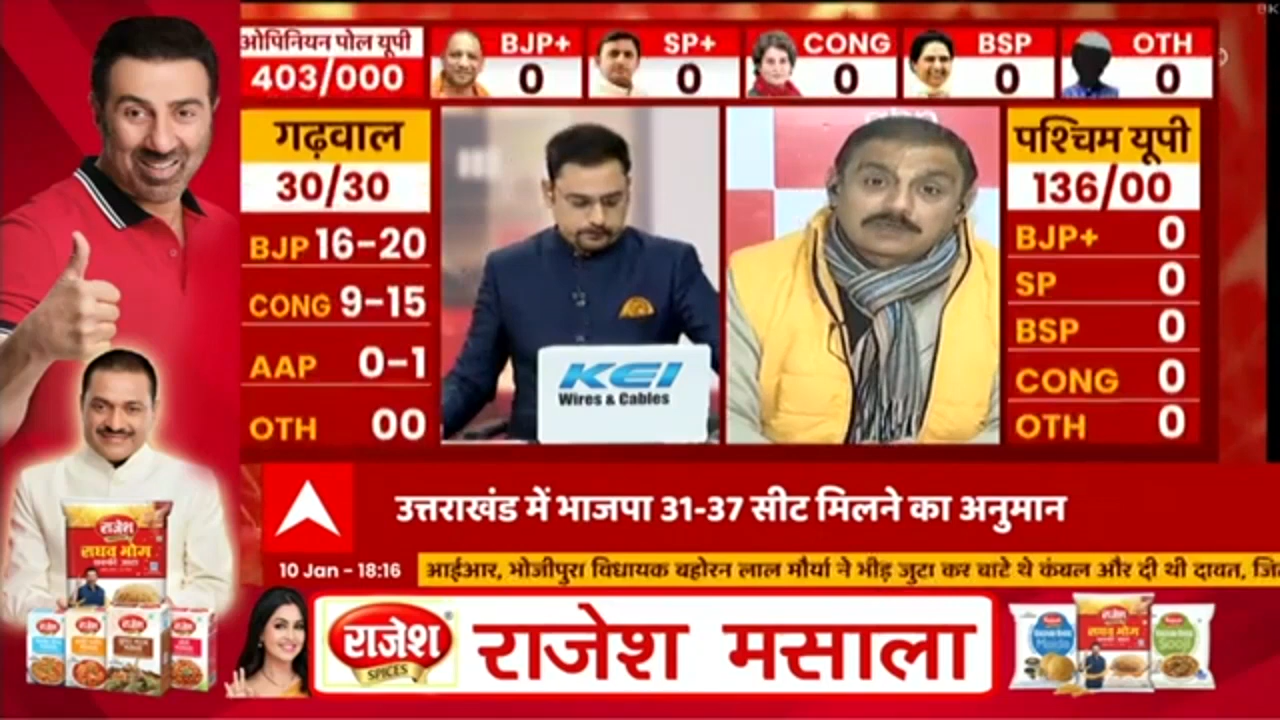 ओपिनियन पोल यूपी
403/000
BJP+
0
SP+
0
CONG
0
BSP
0
OTH
0
गढ़वाल
30/30
BJP 16-20
CONG 9-15
AAP 0-1
OTH 00
KEI
Wires & Cables
पश्चिम यूपी
136/00
BJP+ 0
SP 0
BSP 0
CONG 0
OTH 0
उत्तराखंड में भाजपा 31-37 सीट मिलने का अनुमान
10 Jan - 18:16
आईआर, भोजीपुरा विधायक बहोरन लाल मौर्या ने भीड़ जुटा कर बाटे थे कंबल और दी थी दावत,
राजेश
SPICES
राजेश मसाला
राजेश
राघव भोग
चक्की आटा